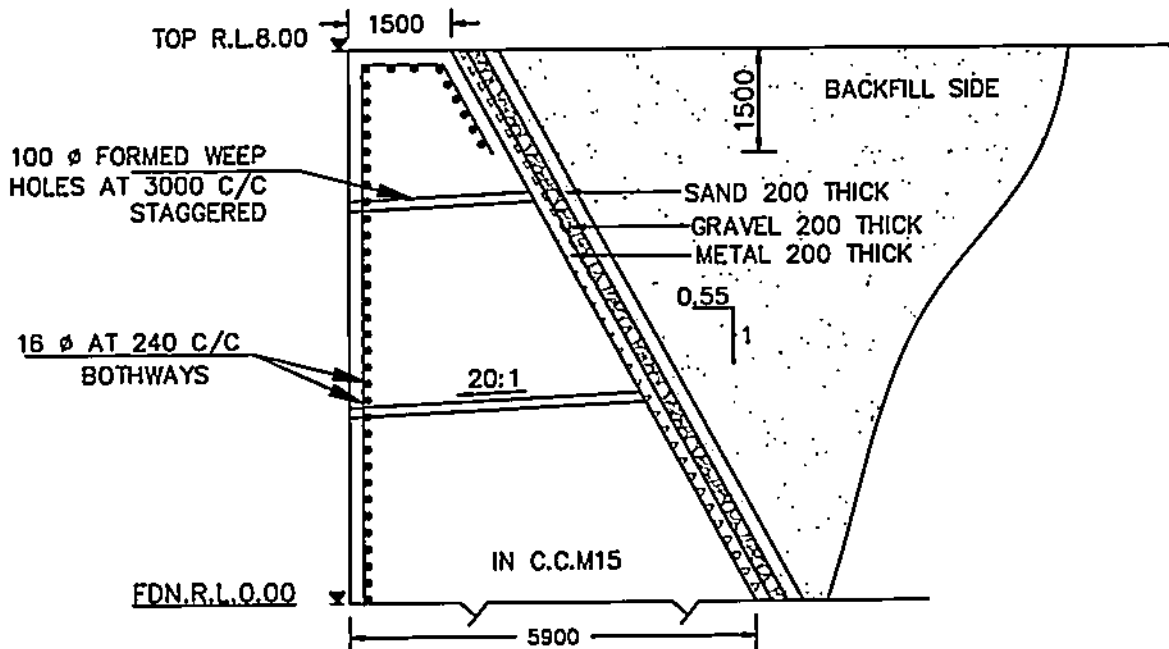 1500
TOP R.L.8.00
1500
BACKFILL SIDE
100 ø FORMED WEEP
HOLES AT 3000 C/C
STAGGERED
SAND 200 THICK
GRAVEL 200 THICK
METAL 200 THICK
0.55
1
16 ø AT 240 C/C
BOTHWAYS
20:1
IN C.C.M15
FDN.R.L.0.00
5900